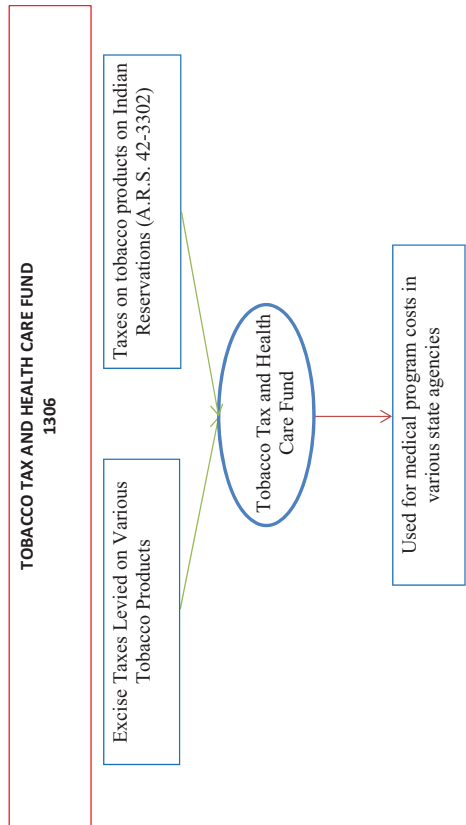 TOBACCO TAX AND HEALTH CARE FUND
1306
Excise Taxes Levied on Various
Tobacco Products
Taxes on tobacco products on Indian
Reservations (A.R.S. 42-3302)
Tobacco Tax and Health
Care Fund
Used for medical program costs in
various state agencies